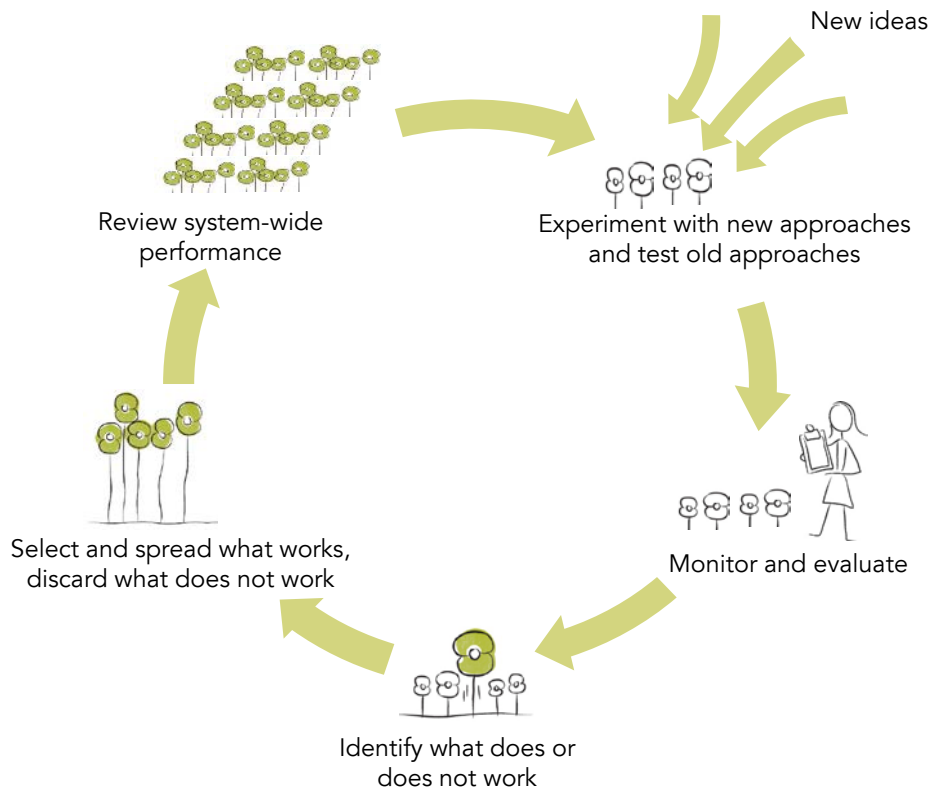 New ideas
Review system-wide
performance
Experiment with new approaches
and test old approaches
Select and spread what works,
discard what does not work
Monitor and evaluate
Identify what does or
does not work